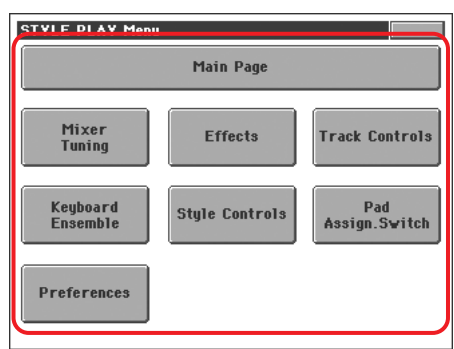 STYLE PLAY Menu
Main Page
Mixer
Tuning
Effects
Track Controls
Keyboard
Ensemble
Style Controls
Pad
Assign.Switch
Preferences